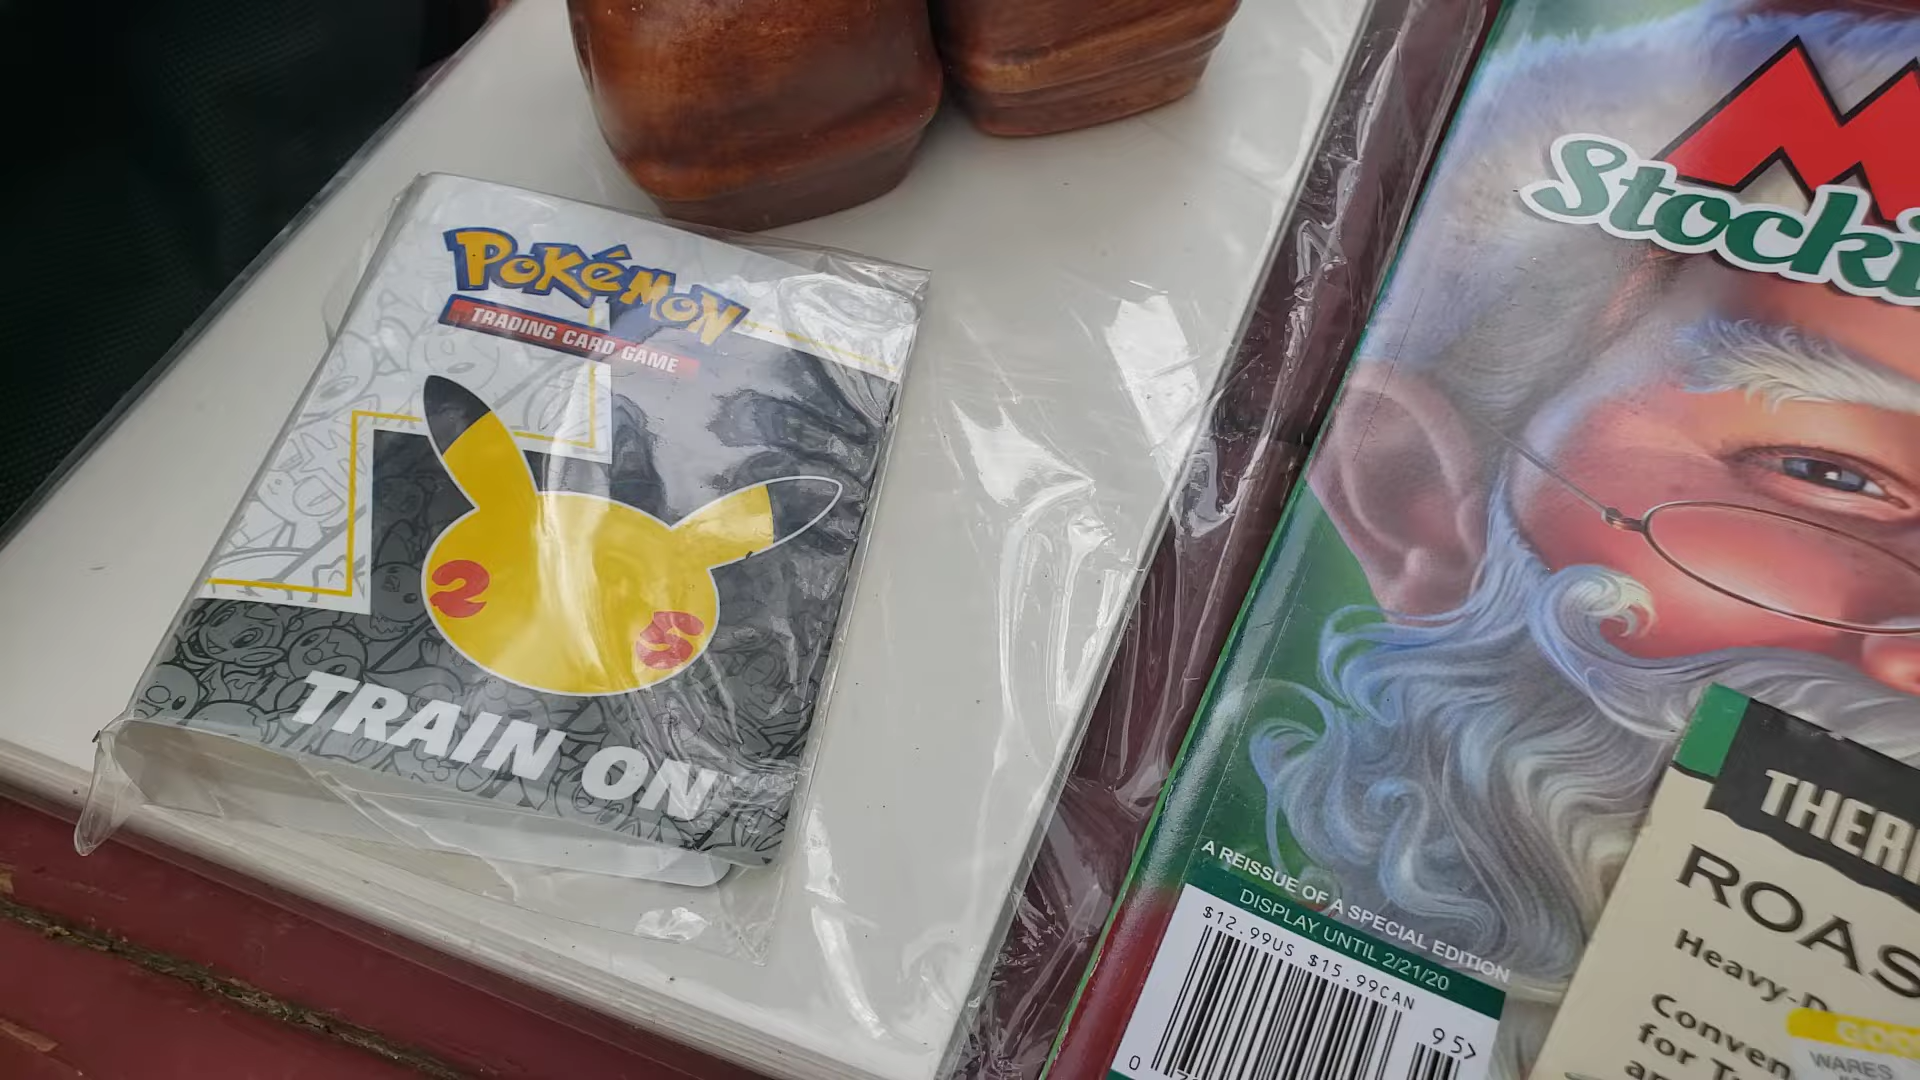 POKéMON
TRADING CARD GAME
2 5
TRAIN ON
M
Stocki
A REISSUE OF A SPECIAL EDITION
DISPLAY UNTIL 2/21/20
$12.99US $15.99CAN
95>
0
THER
ROAS
Heavy-D
Conven
for T
WARES